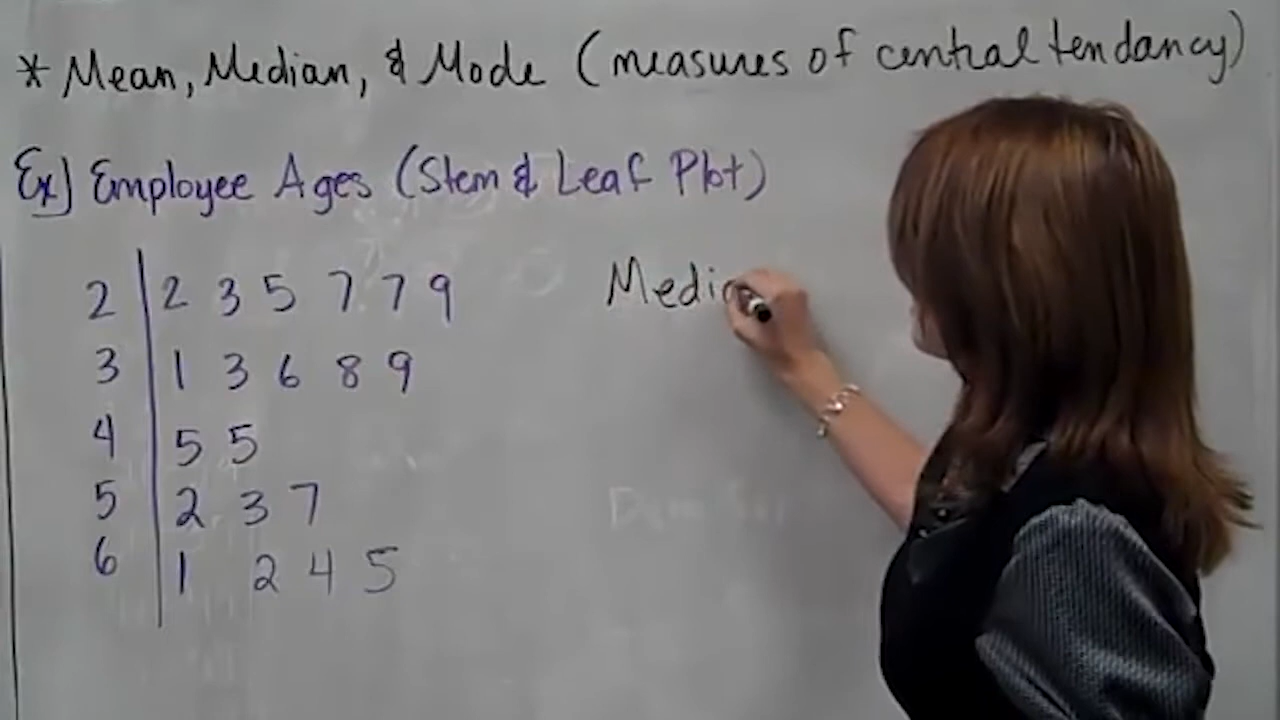 * Mean, Median, & Mode (measures of central tendancy)
Ex] Employee Ages (Stem & Leaf Plot)
2 | 2 3 5 7 7 9
Medi
3 | 1 3 6 8 9
4 | 5 5
5 | 2 3 7
6 | 1 2 4 5